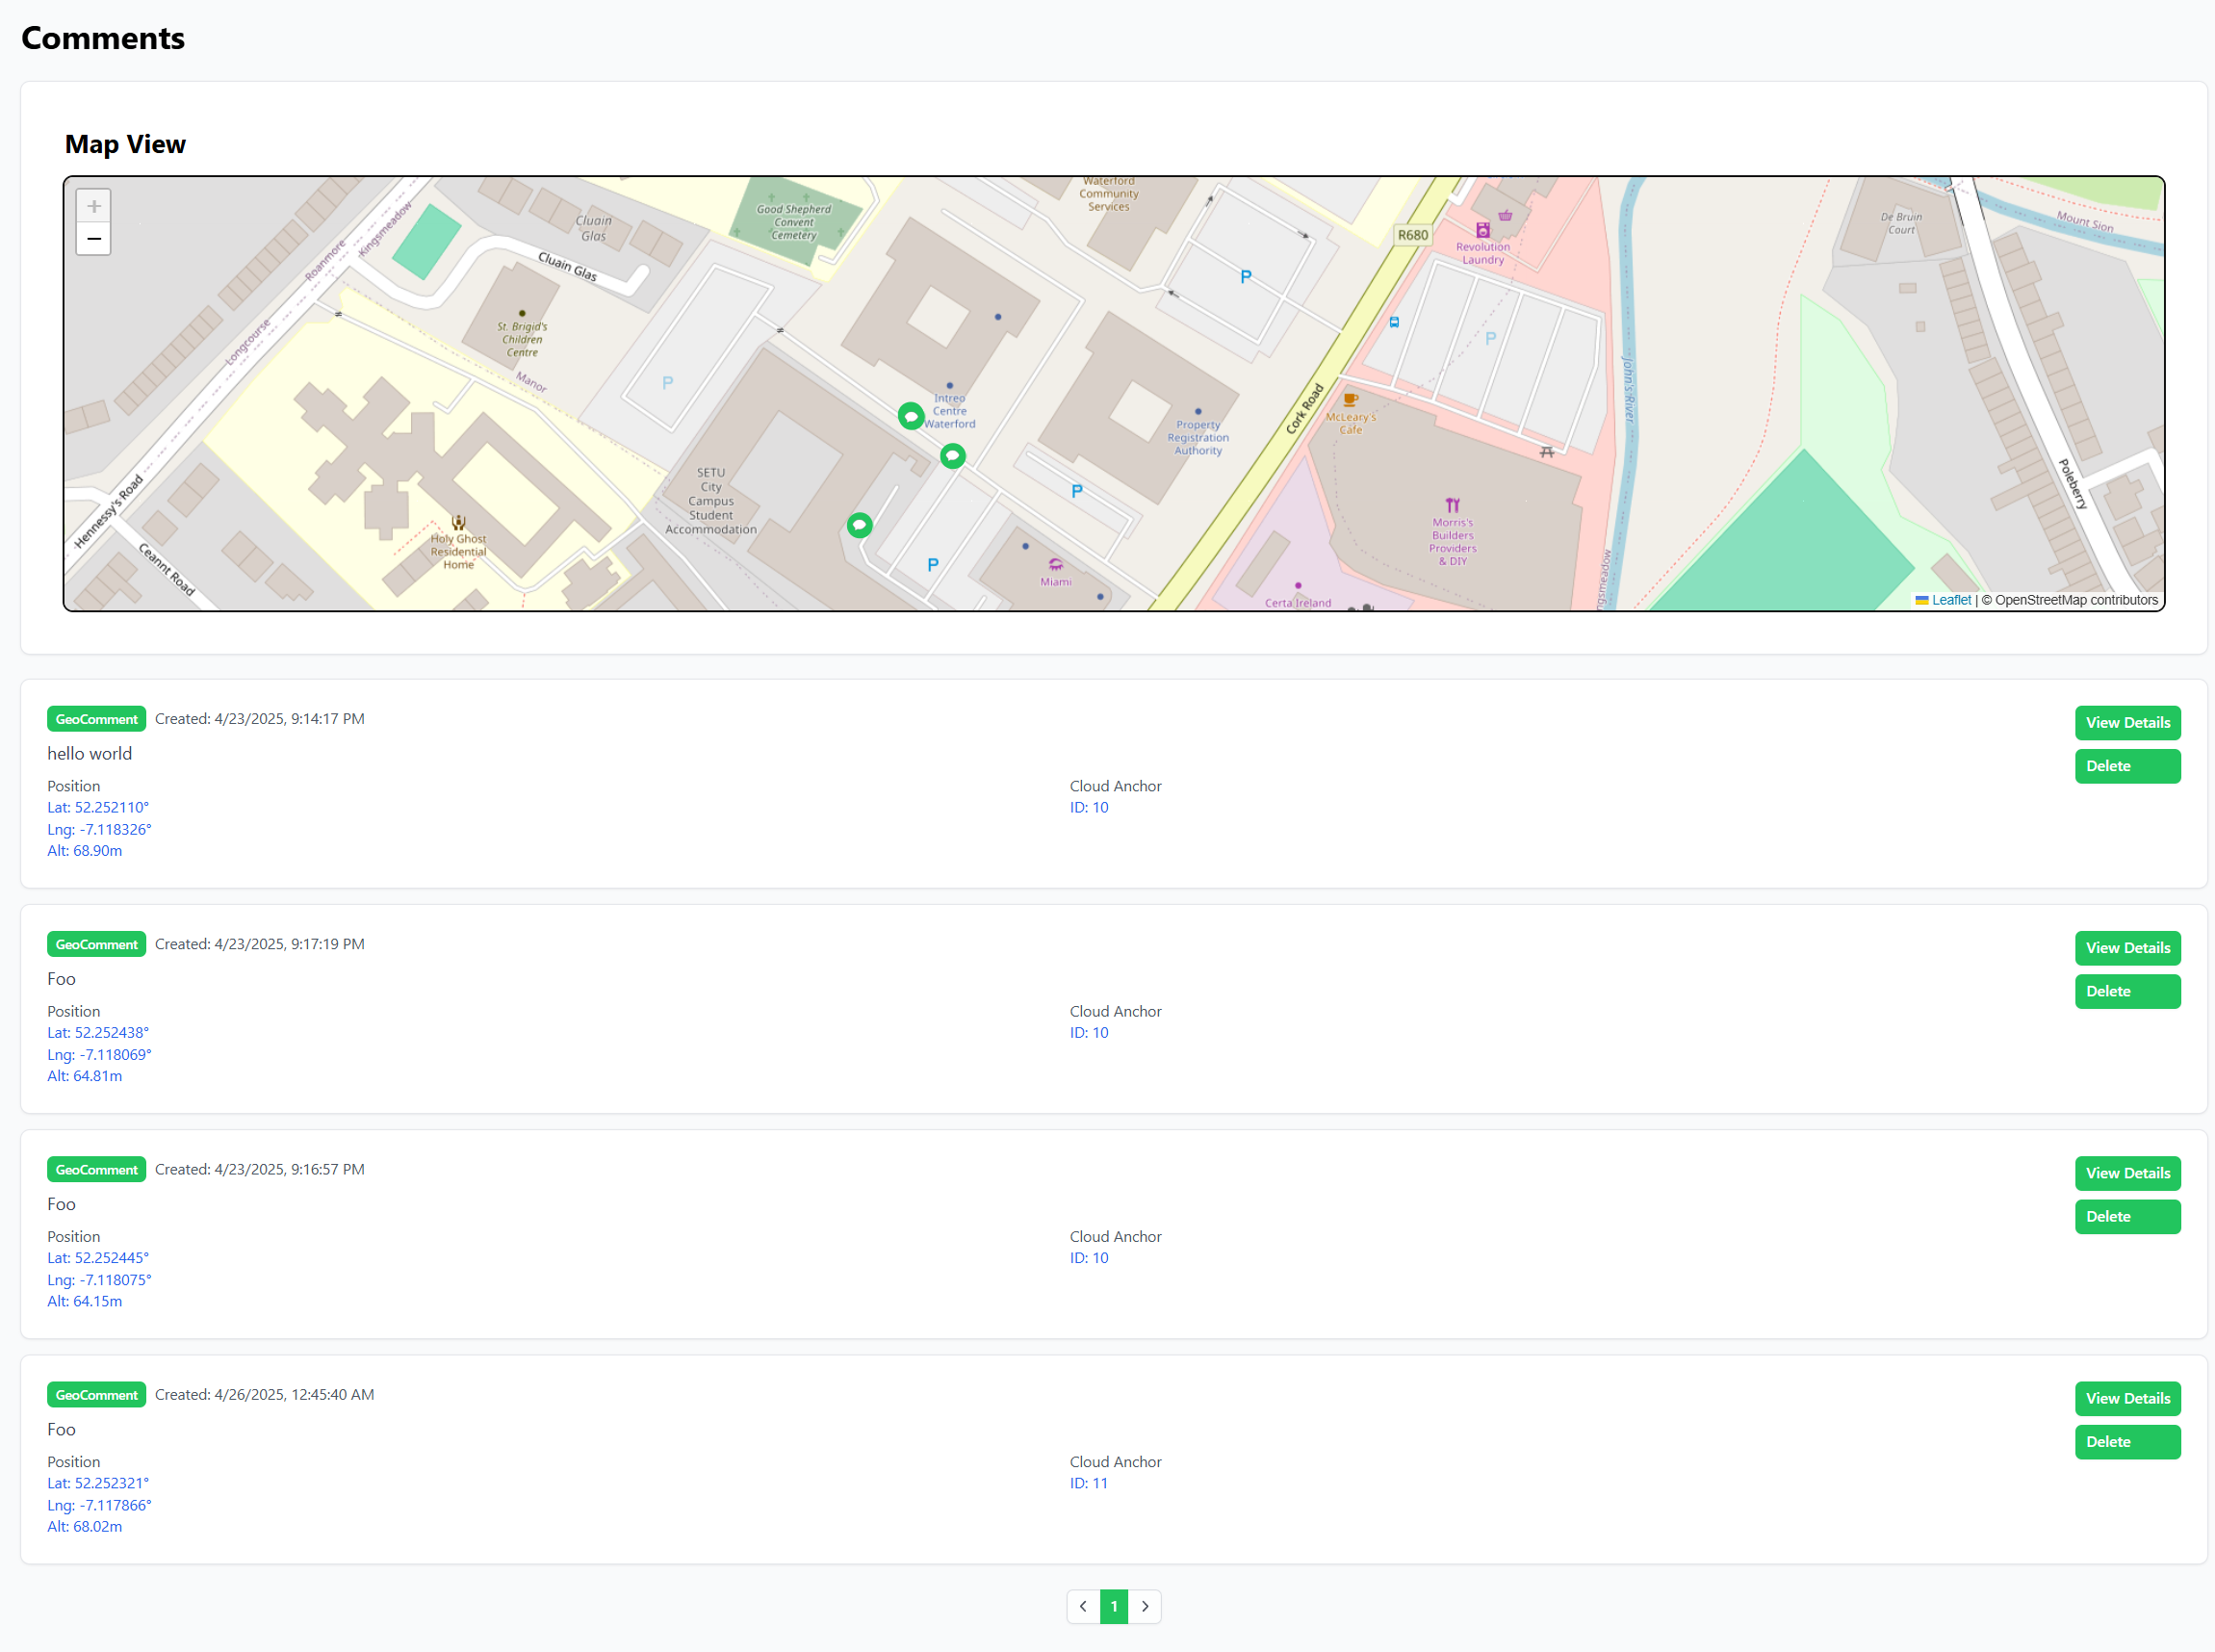 Comments
Map View
+
−
Good Shepherd
Convent
Cemetery
Waterford
Community
Services
Cluain
Glas
Cluain Glas
Roanmore
Kingsmeadow
Longcourse
R680
Revolution
Laundry
De Bruin
Court
Mount Sion
St. Brigid's
Children
Centre
Manor
P
P
P
Intreo
Centre
Waterford
Property
Registration
Authority
Cork Road
McLeary's
Cafe
John's River
SETU
City
Campus
Student
Accommodation
P
P
Hennessy's Road
Ceannt Road
Holy Ghost
Residential
Home
Miami
Morris's
Builders
Providers
& DIY
Certa Ireland
Poleberry
Leaflet | © OpenStreetMap contributors
GeoComment Created: 4/23/2025, 9:14:17 PM
View Details
hello world
Delete
Position
Cloud Anchor
Lat: 52.252110°
ID: 10
Lng: -7.118326°
Alt: 68.90m
GeoComment Created: 4/23/2025, 9:17:19 PM
View Details
Foo
Delete
Position
Cloud Anchor
Lat: 52.252438°
ID: 10
Lng: -7.118069°
Alt: 64.81m
GeoComment Created: 4/23/2025, 9:16:57 PM
View Details
Foo
Delete
Position
Cloud Anchor
Lat: 52.252445°
ID: 10
Lng: -7.118075°
Alt: 64.15m
GeoComment Created: 4/26/2025, 12:45:40 AM
View Details
Foo
Delete
Position
Cloud Anchor
Lat: 52.252321°
ID: 11
Lng: -7.117866°
Alt: 68.02m
1